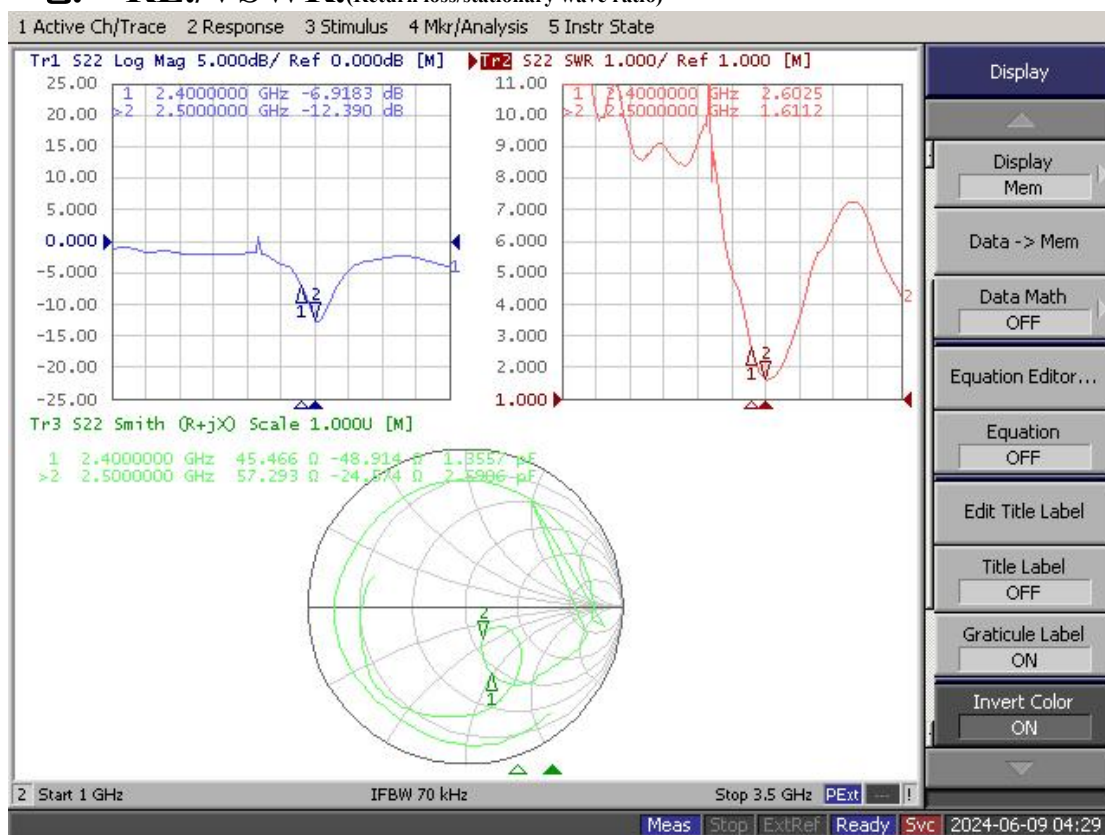 RL./VSWR.(Return loss/stationary wave ratio)
1 Active Ch/Trace 2 Response 3 Stimulus 4 Mkr/Analysis 5 Instr State
Tr1 S22 Log Mag 5.000dB/ Ref 0.000dB [M]
25.00
20.00
15.00
10.00
5.000
0.000
-5.000
-10.00
-15.00
-20.00
-25.00
1 2.4000000 GHz -6.9183 dB
>2 2.5000000 GHz -12.390 dB
1
2
1
Tr2 S22 SWR 1.000/ Ref 1.000 [M]
11.00
10.00
9.000
8.000
7.000
6.000
5.000
4.000
3.000
2.000
1.000
1 2.4000000 GHz 2.6025
>2 2.5000000 GHz 1.6112
1
2
2
Tr3 S22 Smith (R+jX) Scale 1.000U [M]
1 2.4000000 GHz 45.466 Ω -48.914 Ω 1.3557 pF
>2 2.5000000 GHz 57.293 Ω -24.574 Ω 2.5906 pF
2
1
2 Start 1 GHz IFBW 70 kHz Stop 3.5 GHz PExt --- !
Meas Stop ExtRef Ready Svc 2024-06-09 04:29
Display
Display
Mem
Data -> Mem
Data Math
OFF
Equation Editor...
Equation
OFF
Edit Title Label
Title Label
OFF
Graticule Label
ON
Invert Color
ON